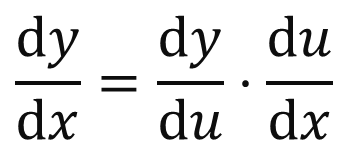 dy/dx = dy/du · du/dx